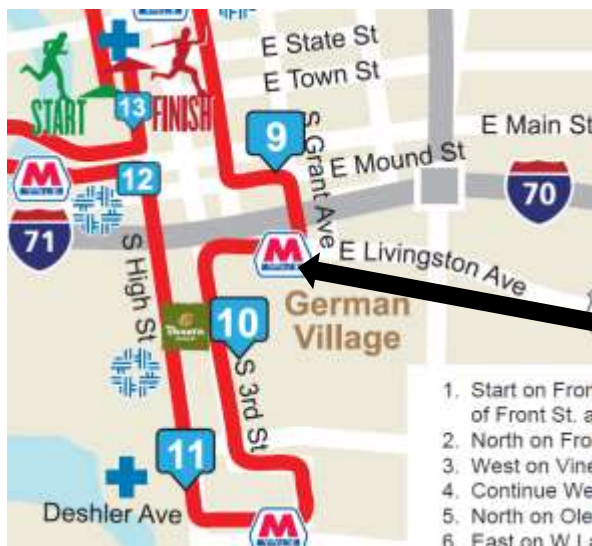 E State St
E Town St
START
FINISH
13
9
S Grant Ave
E Main St
E Mound St
12
70
71
M
M
E Livingston Ave
S High St
German
Village
Panera
10
S 3rd St
11
Deshler Ave
M
1. Start on Fron
of Front St. a
2. North on Fro
3. West on Vine
4. Continue We
5. North on Ole
6. East on W La